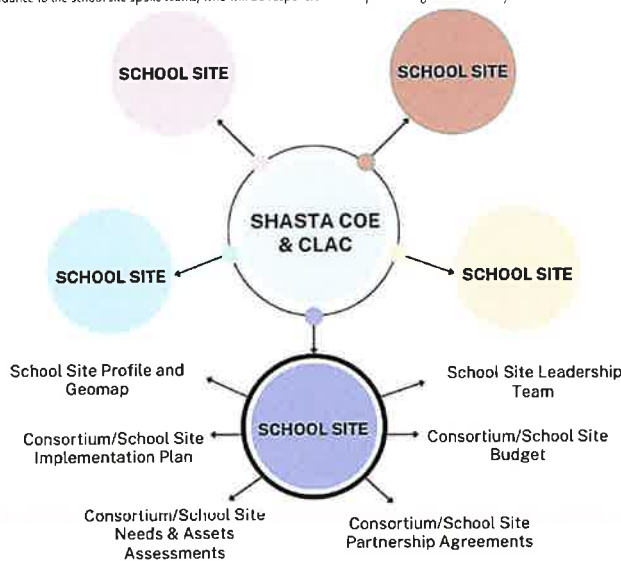 SCHOOL SITE
SCHOOL SITE
SHASTA COE
& CLAC
SCHOOL SITE
SCHOOL SITE
School Site Profile and
Geomap
School Site Leadership
Team
SCHOOL SITE
Consortium/School Site
Implementation Plan
Consortium/School Site
Budget
Consortium/School Site
Needs & Assets
Assessments
Consortium/School Site
Partnership Agreements